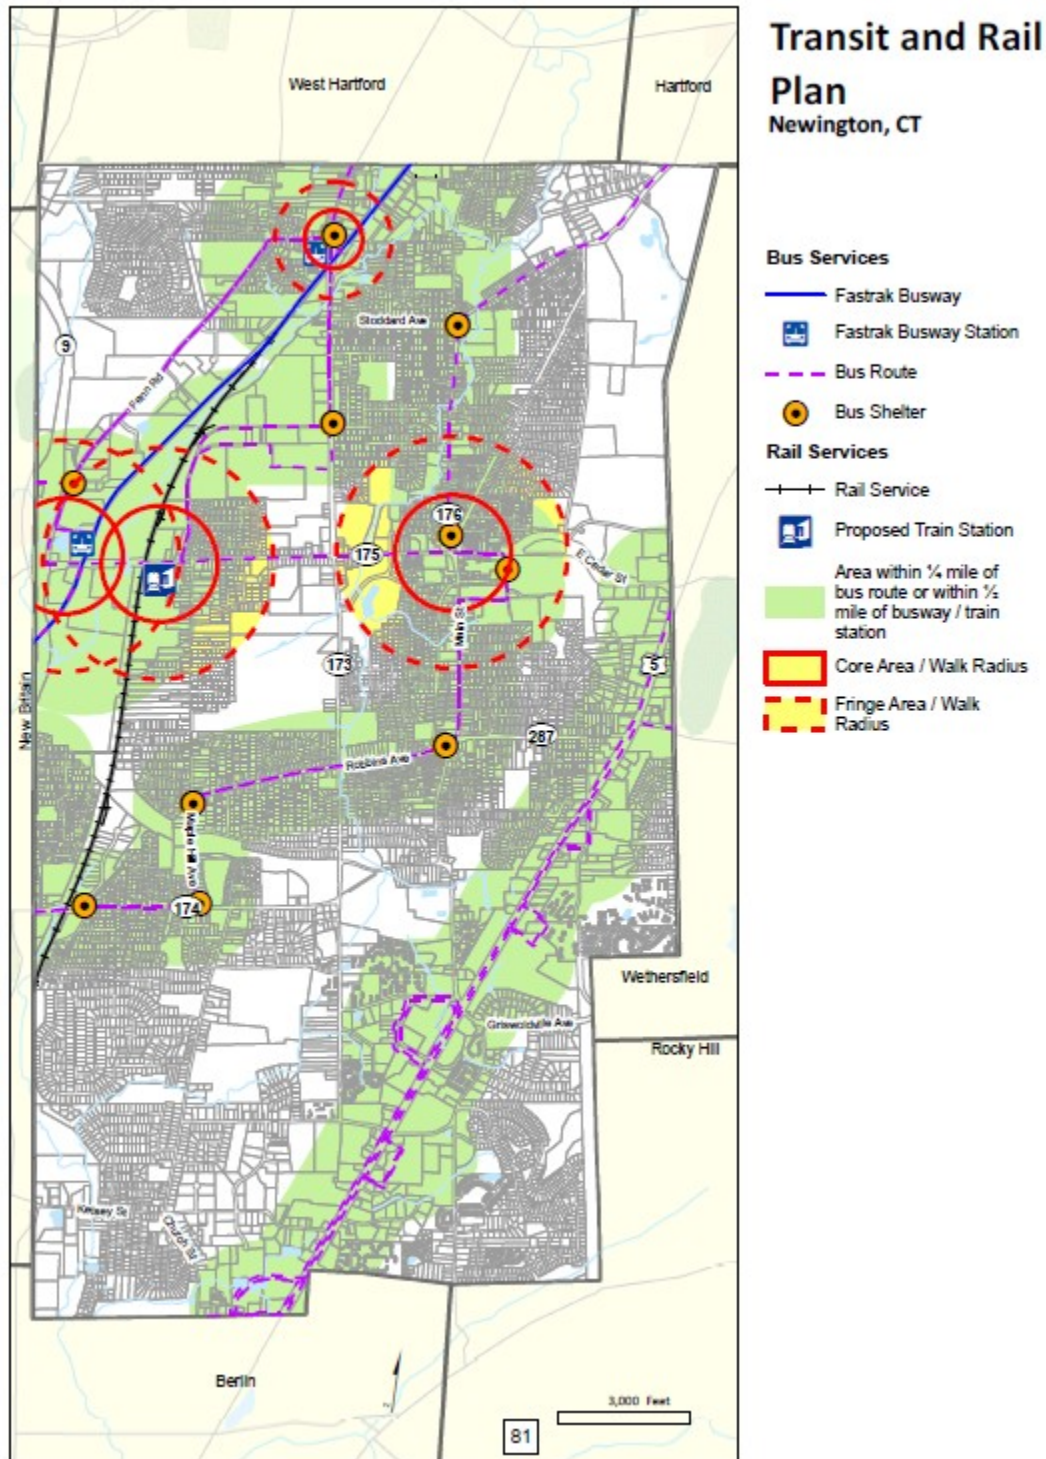 Transit and Rail
Plan
Newington, CT
Bus Services
Fastrak Busway
Fastrak Busway Station
Bus Route
Bus Shelter
Rail Services
Rail Service
Proposed Train Station
Area within ¼ mile of
bus route or within ½
mile of busway / train
station
Core Area / Walk Radius
Fringe Area / Walk
Radius
West Hartford
Hartford
Stoddard Ave
9
Fenn Rd
176
175
E Cedar St
Main St
173
5
New Britain
287
Robbins Ave
Maple Hill Ave
174
Wethersfield
Griswoldville Ave
Rocky Hill
Kelsey St
Church St
Berlin
3,000 Feet
81